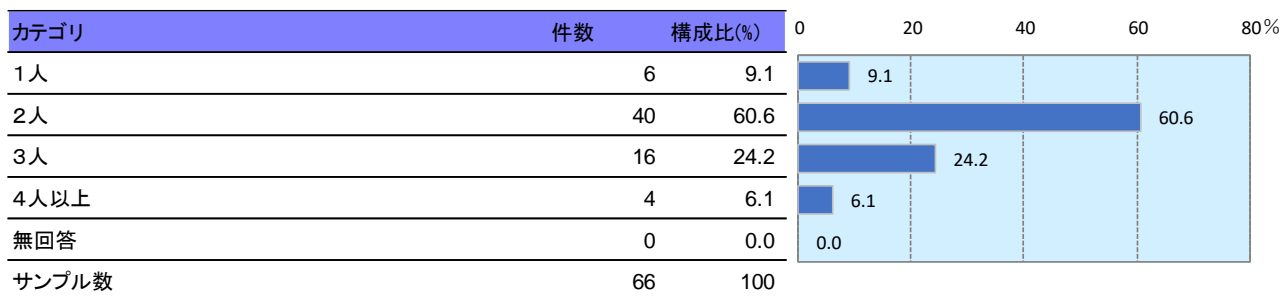 カテゴリ 件数 構成比(%) 0 20 40 60 80%
1人 6 9.1 9.1
2人 40 60.6 60.6
3人 16 24.2 24.2
4人以上 4 6.1 6.1
無回答 0 0.0 0.0
サンプル数 66 100